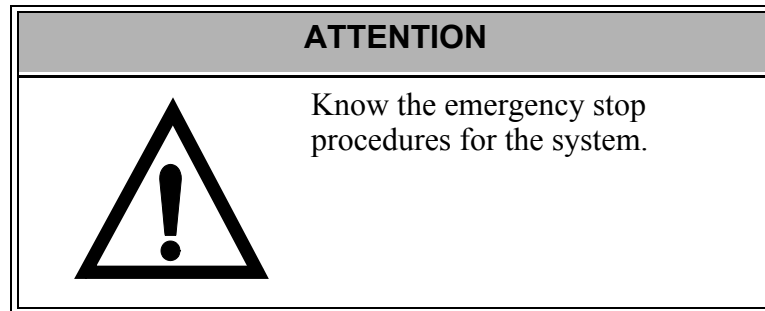 ATTENTION
Know the emergency stop
procedures for the system.